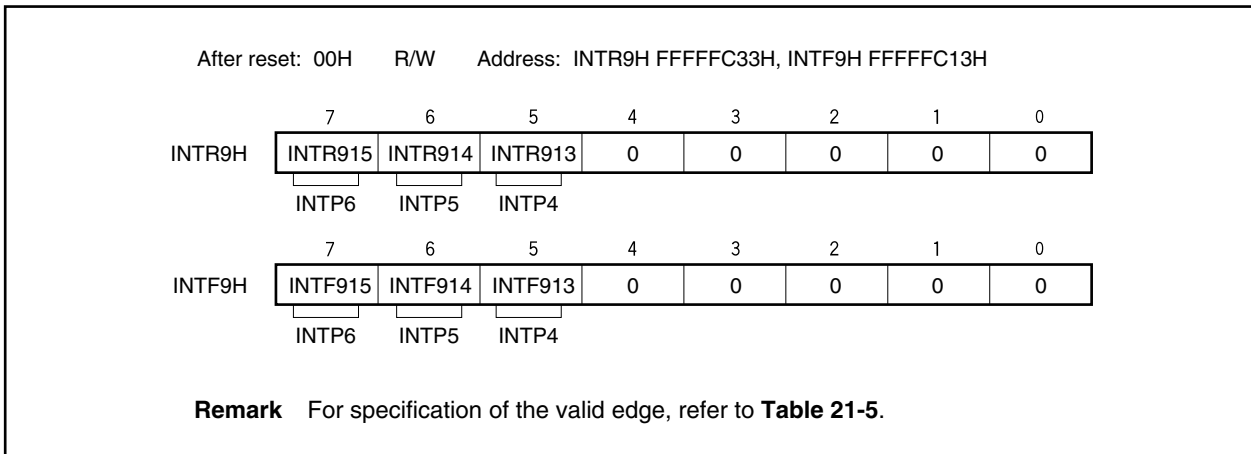 After reset: 00H R/W Address: INTR9H FFFFFC33H, INTF9H FFFFFC13H
7 6 5 4 3 2 1 0
INTR9H INTR915 INTR914 INTR913 0 0 0 0 0
INTP6 INTP5 INTP4
7 6 5 4 3 2 1 0
INTF9H INTF915 INTF914 INTF913 0 0 0 0 0
INTP6 INTP5 INTP4
Remark For specification of the valid edge, refer to Table 21-5.